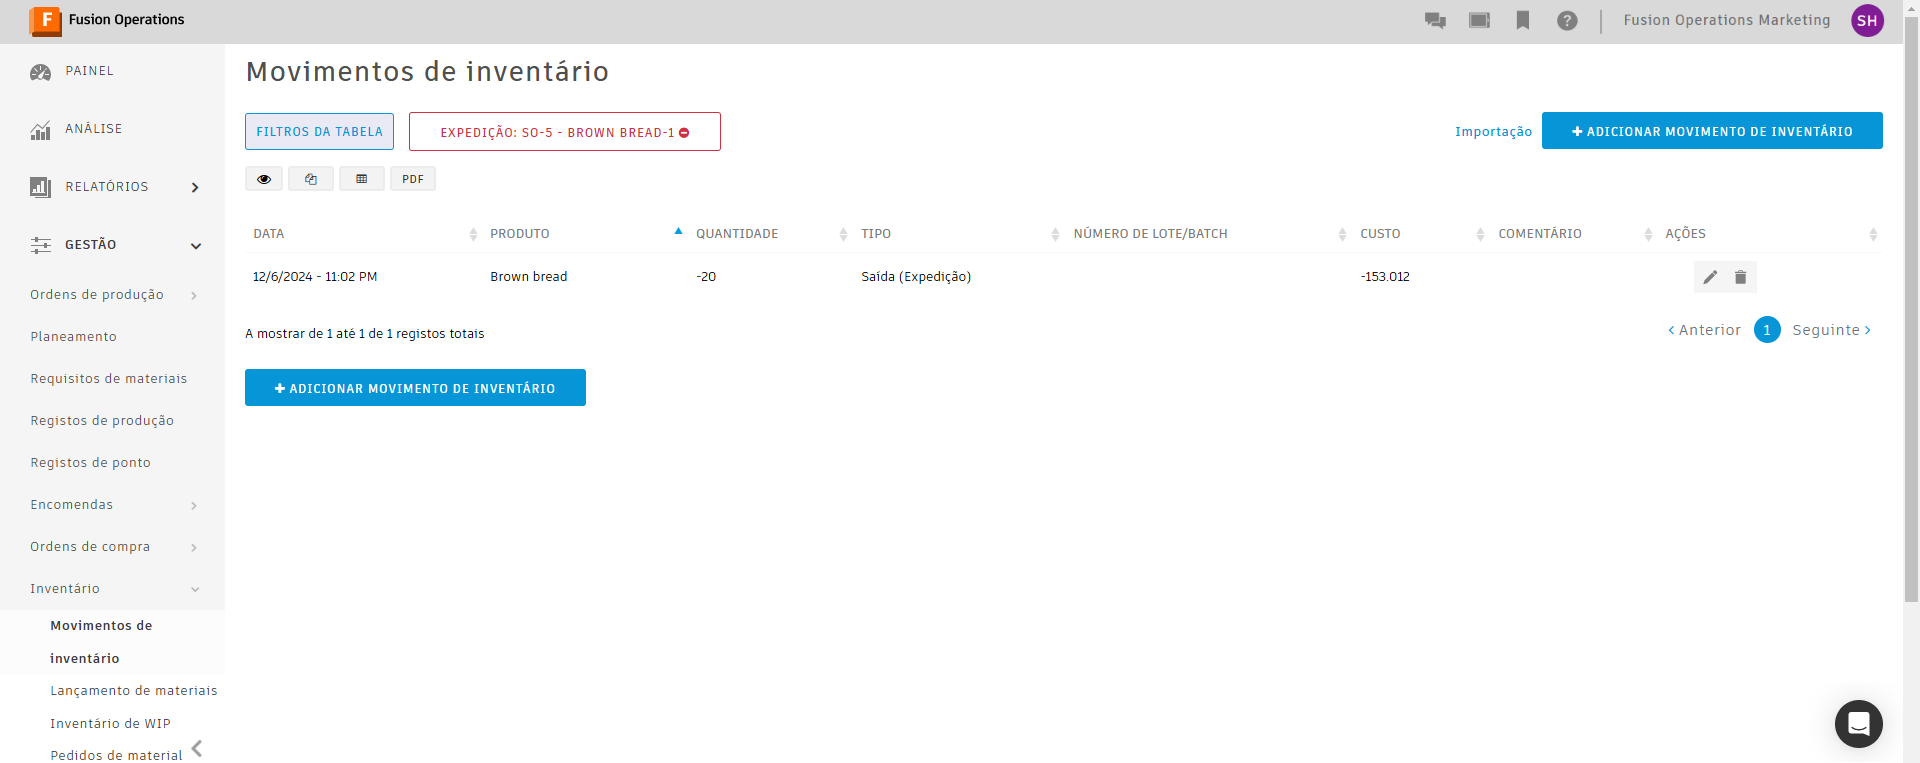 F Fusion Operations
Fusion Operations Marketing SH
PAINEL
ANÁLISE
RELATÓRIOS
GESTÃO
Ordens de produção
Planeamento
Requisitos de materiais
Registos de produção
Registos de ponto
Encomendas
Ordens de compra
Inventário
Movimentos de
inventário
Lançamento de materiais
Inventário de WIP
Pedidos de material
Movimentos de inventário
FILTROS DA TABELA EXPEDIÇÃO: SO-5 - BROWN BREAD-1
Importação ADICIONAR MOVIMENTO DE INVENTÁRIO
PDF
DATA PRODUTO QUANTIDADE TIPO NÚMERO DE LOTE/BATCH CUSTO COMENTÁRIO AÇÕES
12/6/2024 - 11:02 PM Brown bread -20 Saída (Expedição) -153.012
A mostrar de 1 até 1 de 1 registos totais
Anterior 1 Seguinte
ADICIONAR MOVIMENTO DE INVENTÁRIO